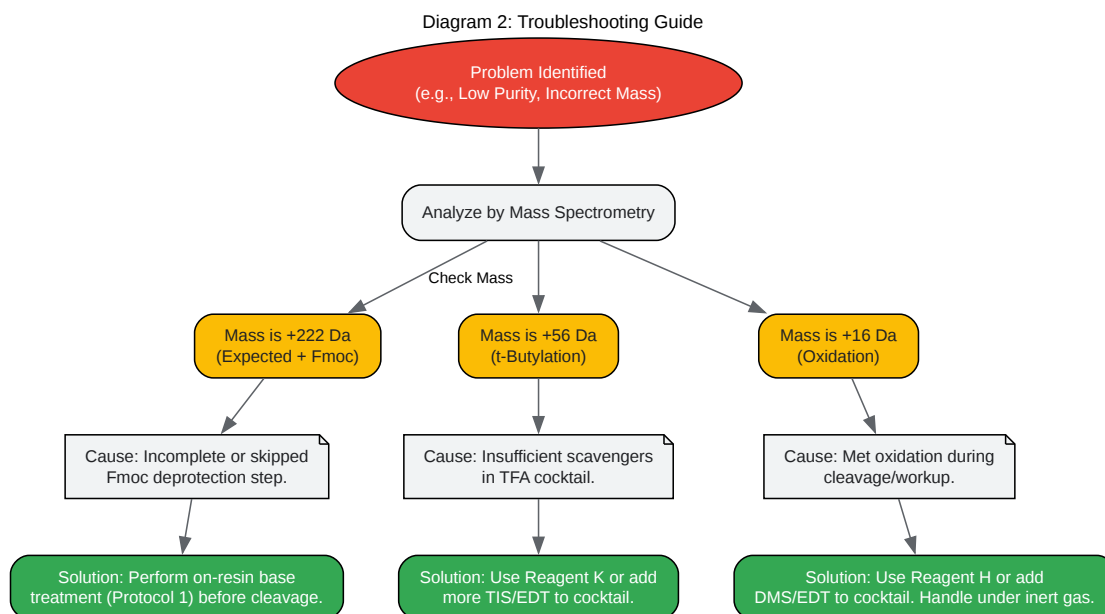 Diagram 2: Troubleshooting Guide
Problem Identified
(e.g., Low Purity, Incorrect Mass)
Analyze by Mass Spectrometry
Check Mass
Mass is +222 Da
(Expected + Fmoc)
Mass is +56 Da
(t-Butylation)
Mass is +16 Da
(Oxidation)
Cause: Incomplete or skipped
Fmoc deprotection step.
Cause: Insufficient scavengers
in TFA cocktail.
Cause: Met oxidation during
cleavage/workup.
Solution: Perform on-resin base
treatment (Protocol 1) before cleavage.
Solution: Use Reagent K or add
more TIS/EDT to cocktail.
Solution: Use Reagent H or add
DMS/EDT to cocktail. Handle under inert gas.